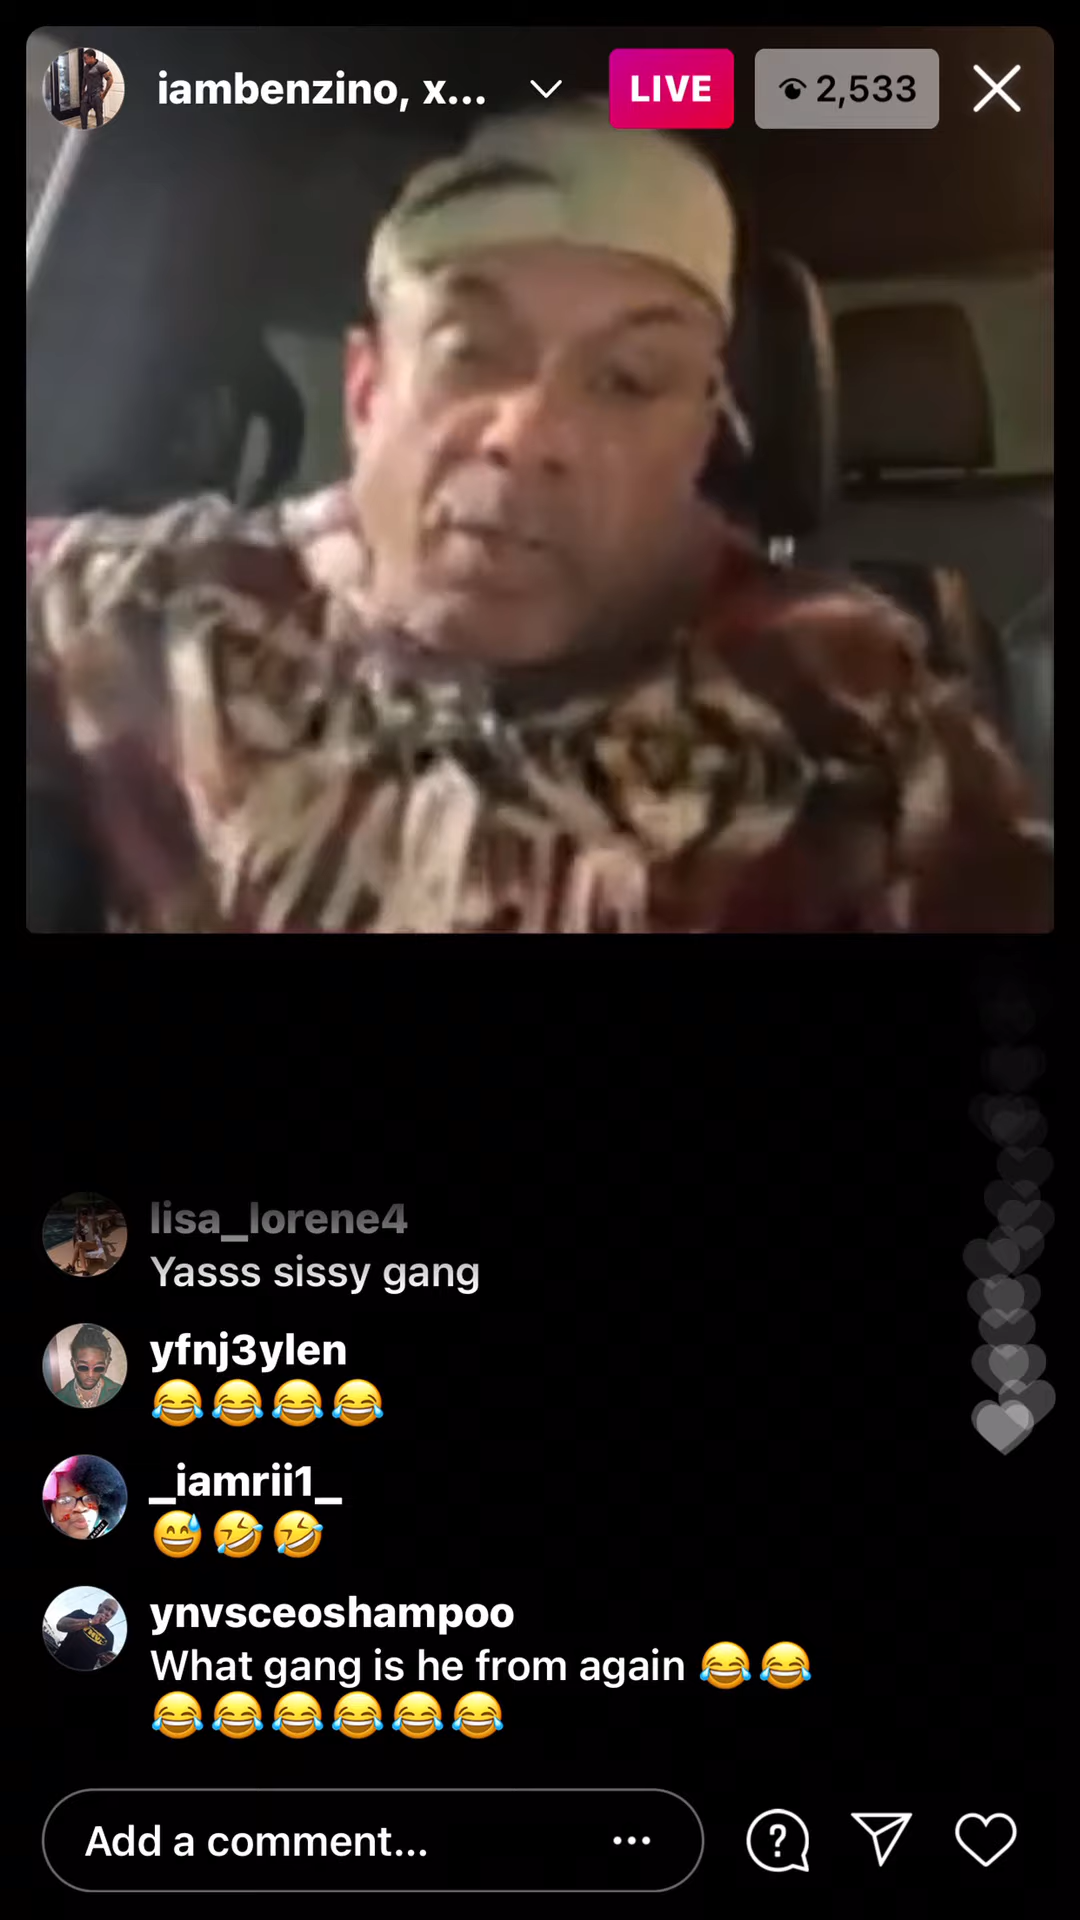 iambenzino, x...
LIVE
2,533
lisa_lorene4
Yasss sissy gang
yfnj3ylen
😂😂😂😂
_iamrii1_
😅🤣🤣
ynvsceoshampoo
What gang is he from again 😂😂
😂😂😂😂😂😂
Add a comment...